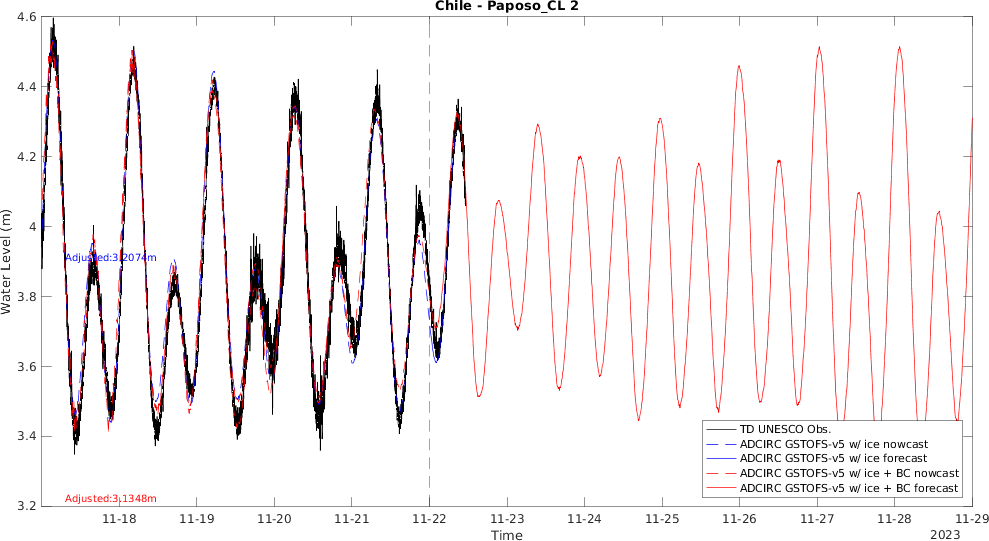 Chile - Paposo_CL 2
4.6
4.4
4.2
4
3.8
3.6
3.4
3.2
Water Level (m)
Adjusted:3.2074m
Adjusted:3.1348m
TD UNESCO Obs.
ADCIRC GSTOFS-v5 w/ ice nowcast
ADCIRC GSTOFS-v5 w/ ice forecast
ADCIRC GSTOFS-v5 w/ ice + BC nowcast
ADCIRC GSTOFS-v5 w/ ice + BC forecast
11-18 11-19 11-20 11-21 11-22 11-23 11-24 11-25 11-26 11-27 11-28 11-29
Time
2023